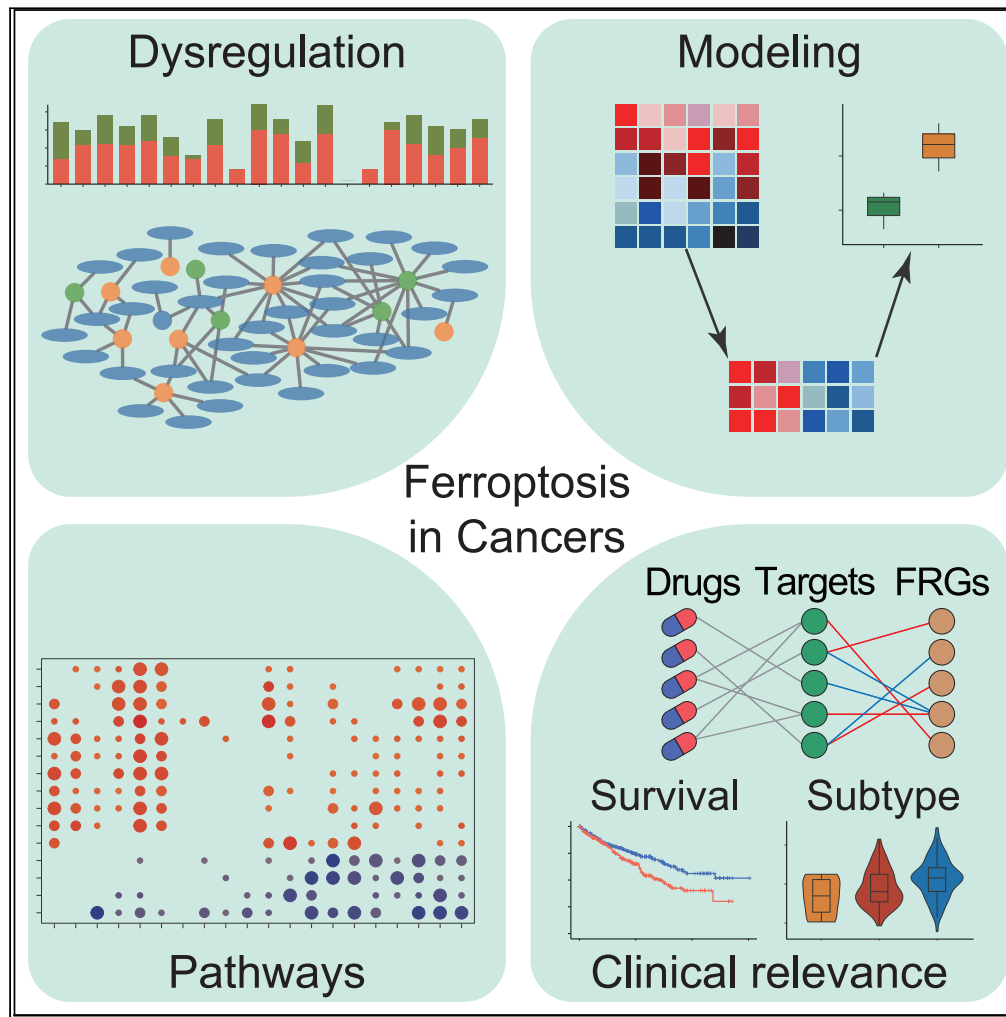 Dysregulation
Modeling
Ferroptosis
in Cancers
Drugs Targets FRGs
Survival Subtype
Pathways
Clinical relevance